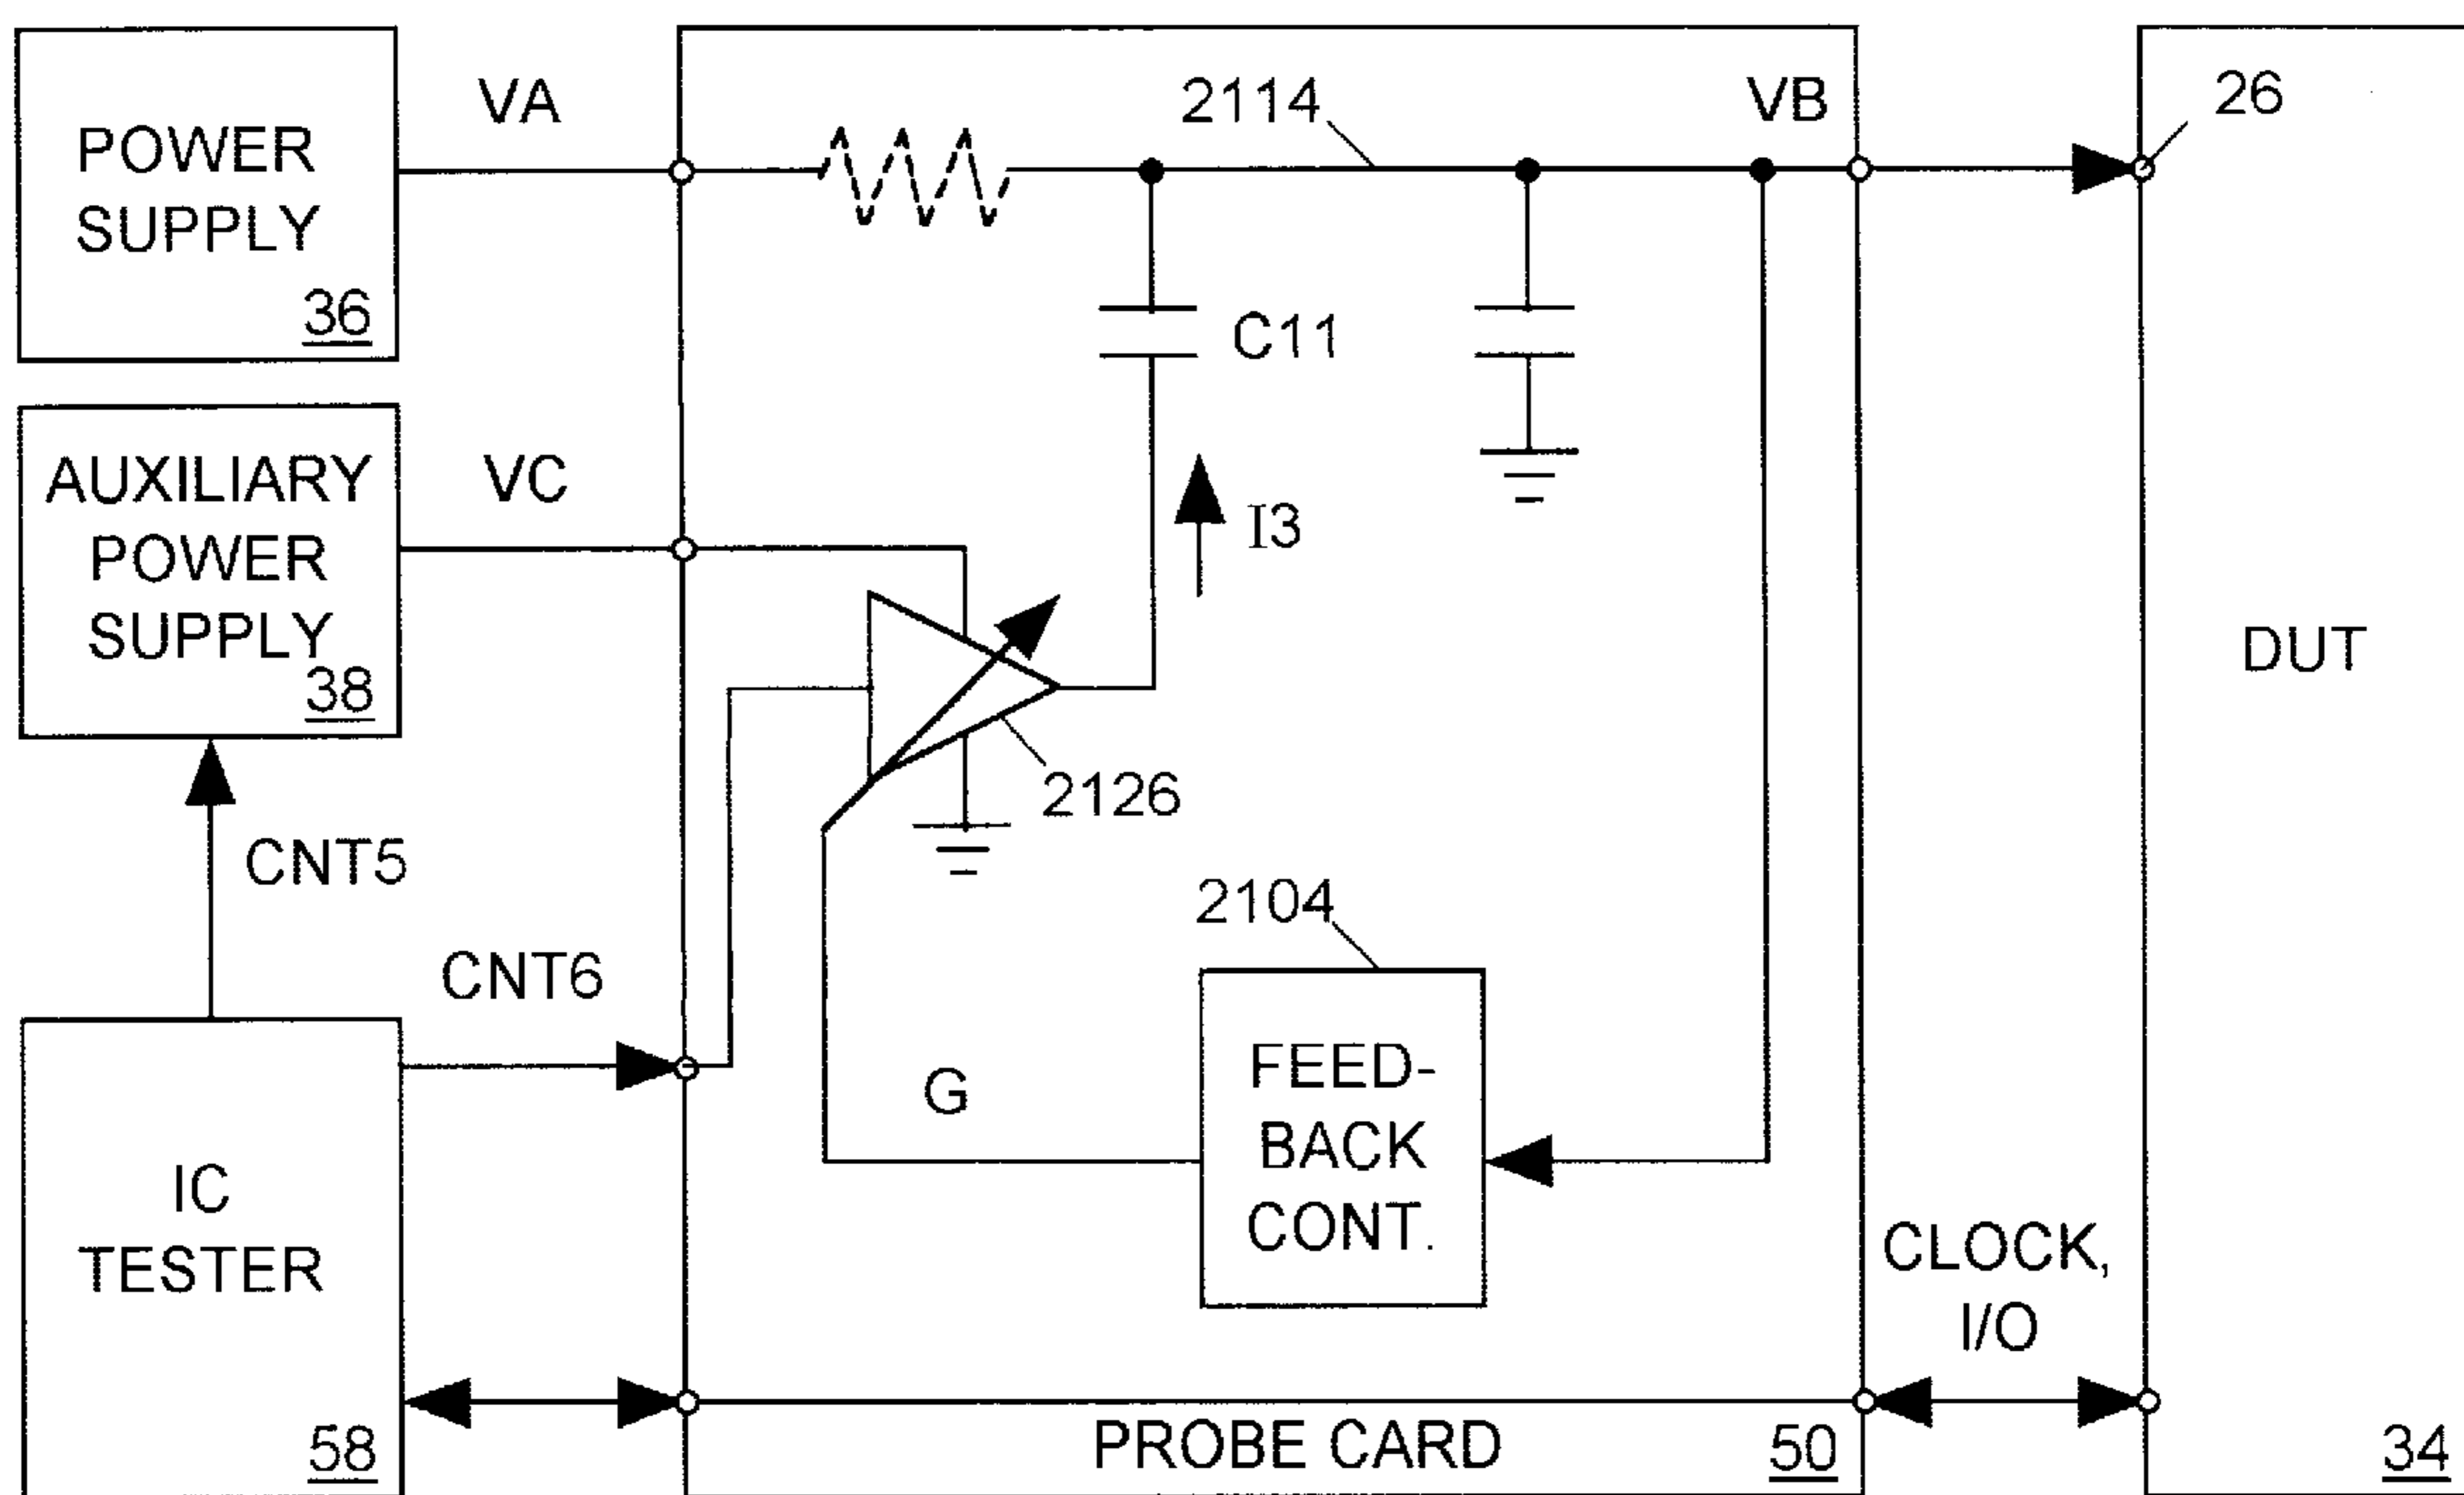 POWER
SUPPLY
36
VA
2114
VB
26
C11
AUXILIARY
POWER
SUPPLY
38
VC
I3
DUT
2126
CNT5
2104
CNT6
G
FEED-
BACK
CONT.
IC
TESTER
58
CLOCK,
I/O
PROBE CARD
50
34